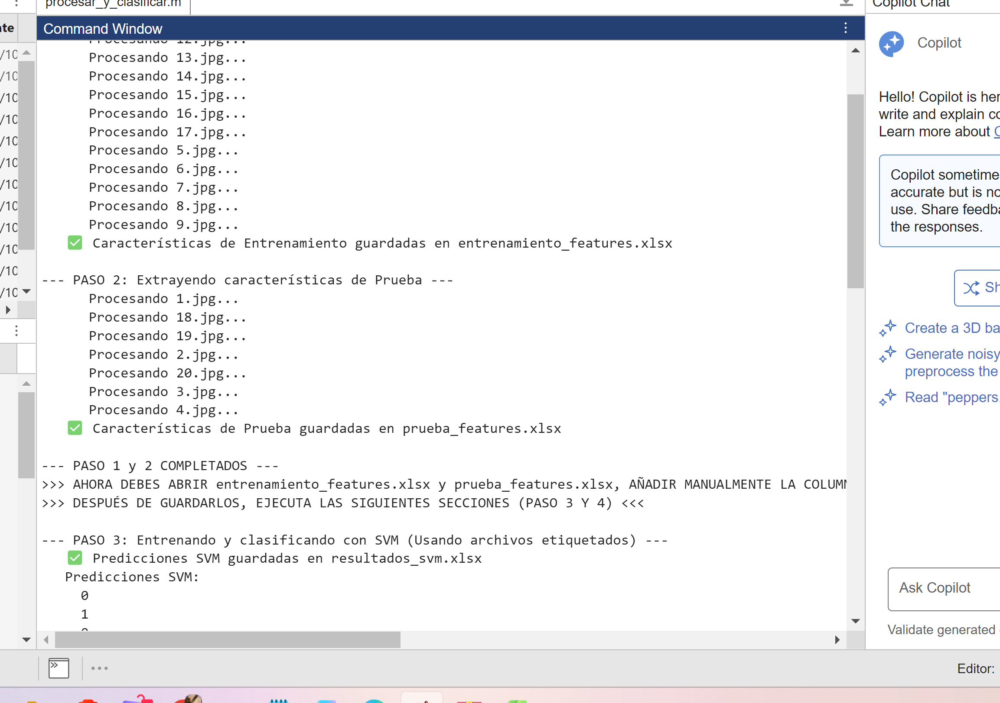 procesar_y_clasificar.m
Copilot Chat
Command Window
Procesando 12.jpg...
Procesando 13.jpg...
Procesando 14.jpg...
Procesando 15.jpg...
Procesando 16.jpg...
Procesando 17.jpg...
Procesando 5.jpg...
Procesando 6.jpg...
Procesando 7.jpg...
Procesando 8.jpg...
Procesando 9.jpg...
✅ Características de Entrenamiento guardadas en entrenamiento_features.xlsx
--- PASO 2: Extrayendo características de Prueba ---
Procesando 1.jpg...
Procesando 18.jpg...
Procesando 19.jpg...
Procesando 2.jpg...
Procesando 20.jpg...
Procesando 3.jpg...
Procesando 4.jpg...
✅ Características de Prueba guardadas en prueba_features.xlsx
--- PASO 1 y 2 COMPLETADOS ---
>>> AHORA DEBES ABRIR entrenamiento_features.xlsx y prueba_features.xlsx, AÑADIR MANUALMENTE LA COLUMN
>>> DESPUÉS DE GUARDARLOS, EJECUTA LAS SIGUIENTES SECCIONES (PASO 3 Y 4) <<<
--- PASO 3: Entrenando y clasificando con SVM (Usando archivos etiquetados) ---
✅ Predicciones SVM guardadas en resultados_svm.xlsx
Predicciones SVM:
0
1
te
/10
/10
/10
/10
/10
/10
/10
/10
/10
/10
/10
/10
Copilot
Hello! Copilot is her
write and explain co
Learn more about
Copilot sometime
accurate but is no
use. Share feedba
the responses.
Sh
Create a 3D ba
Generate noisy
preprocess the
Read "peppers.
Ask Copilot
Validate generated
Editor: